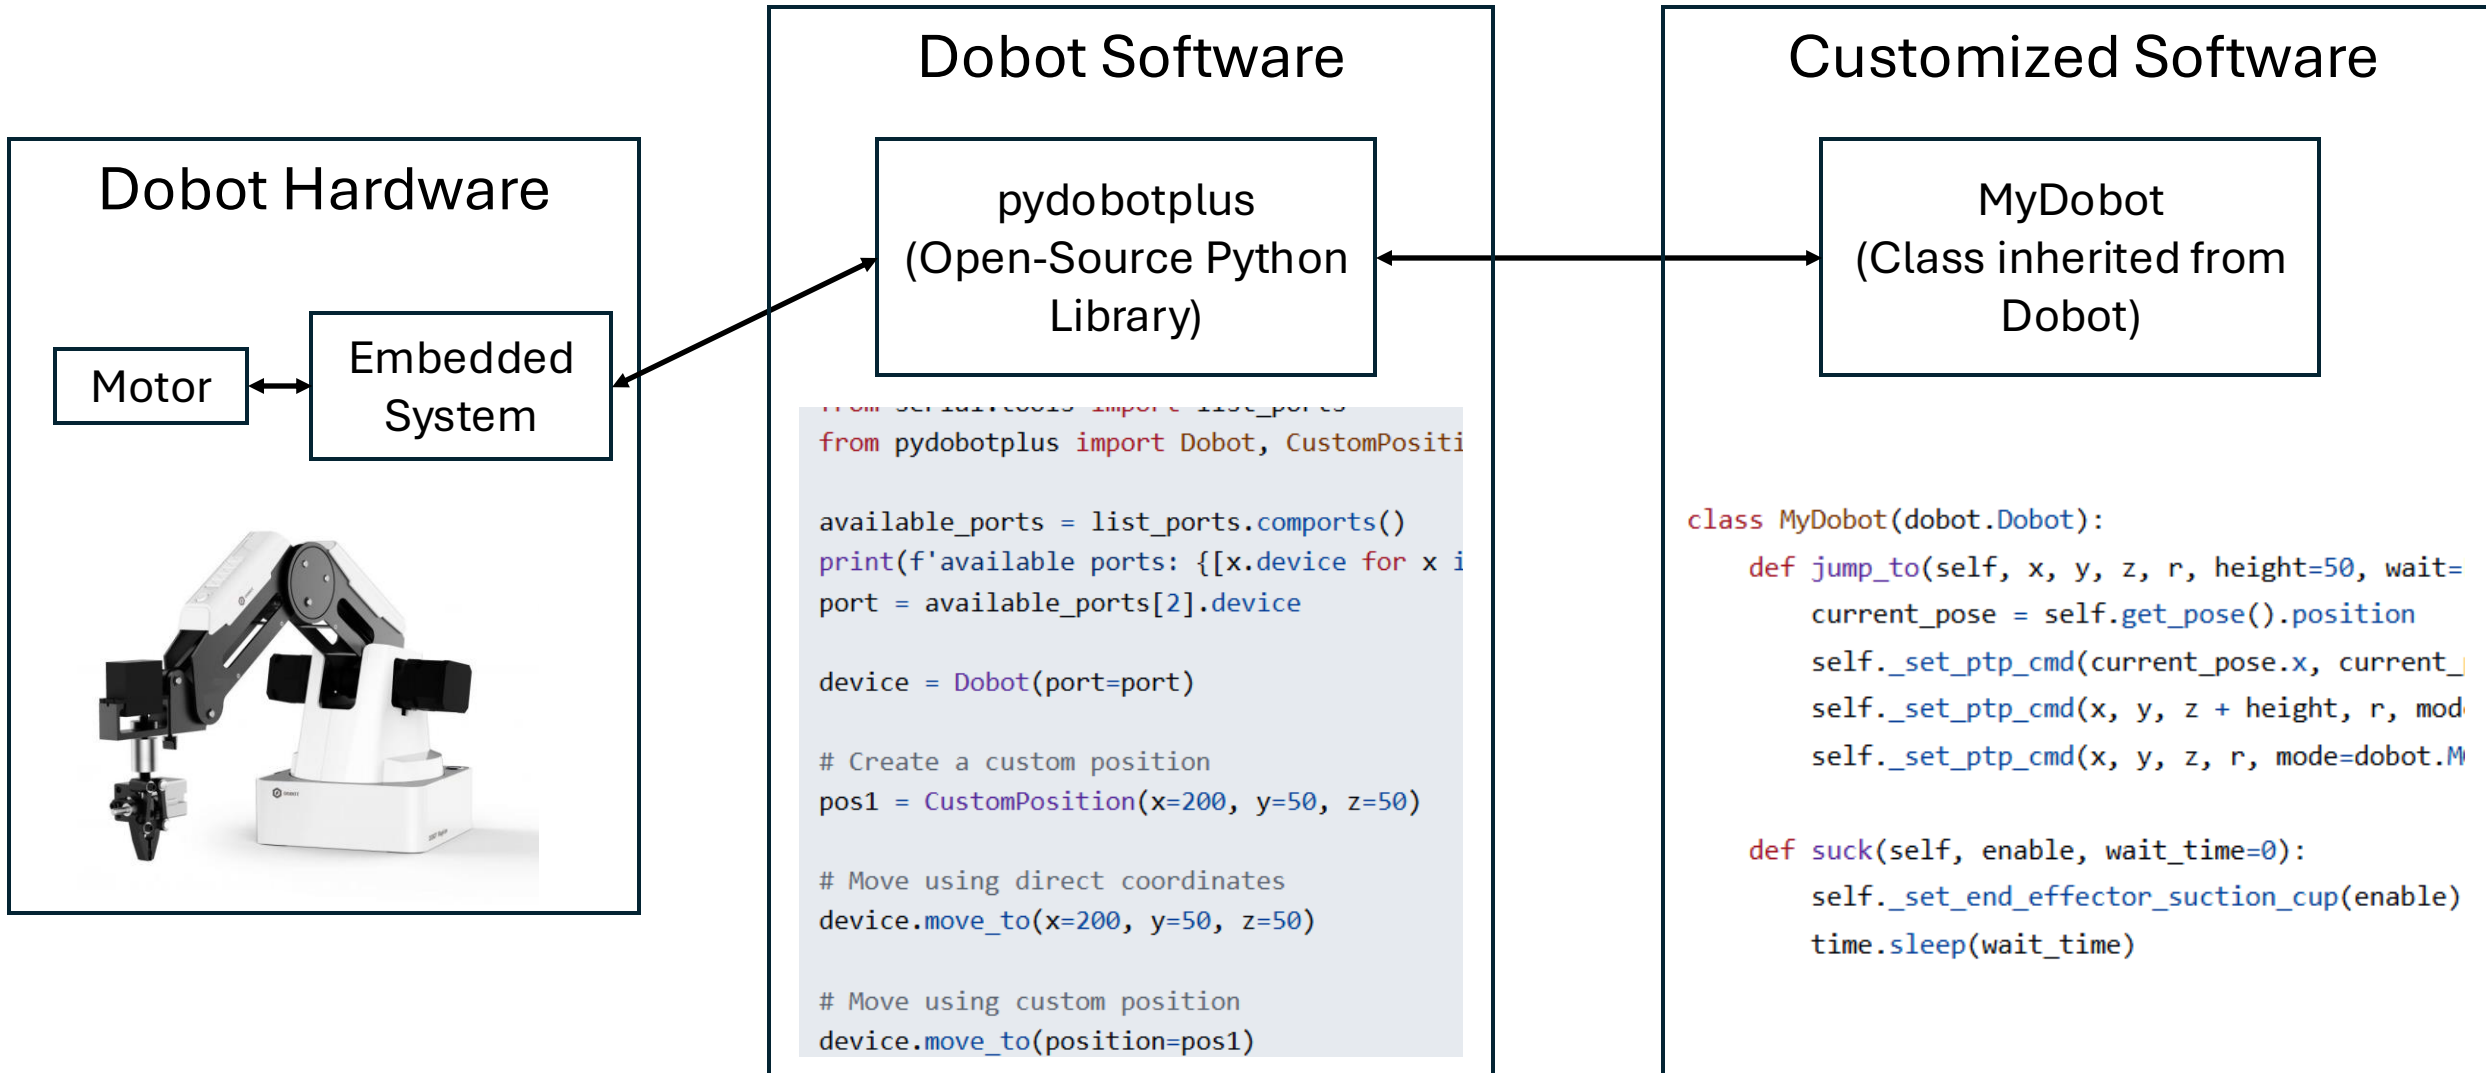 Dobot Hardware
Motor
Embedded
System
Dobot Software
pydobotplus
(Open-Source Python
Library)
from serial.tools import list_ports
from pydobotplus import Dobot, CustomPositi
available_ports = list_ports.comports()
print(f'available ports: {[x.device for x i
port = available_ports[2].device
device = Dobot(port=port)
# Create a custom position
pos1 = CustomPosition(x=200, y=50, z=50)
# Move using direct coordinates
device.move_to(x=200, y=50, z=50)
# Move using custom position
device.move_to(position=pos1)
Customized Software
MyDobot
(Class inherited from
Dobot)
class MyDobot(dobot.Dobot):
def jump_to(self, x, y, z, r, height=50, wait=
current_pose = self.get_pose().position
self._set_ptp_cmd(current_pose.x, current_
self._set_ptp_cmd(x, y, z + height, r, mod
self._set_ptp_cmd(x, y, z, r, mode=dobot.M
def suck(self, enable, wait_time=0):
self._set_end_effector_suction_cup(enable)
time.sleep(wait_time)